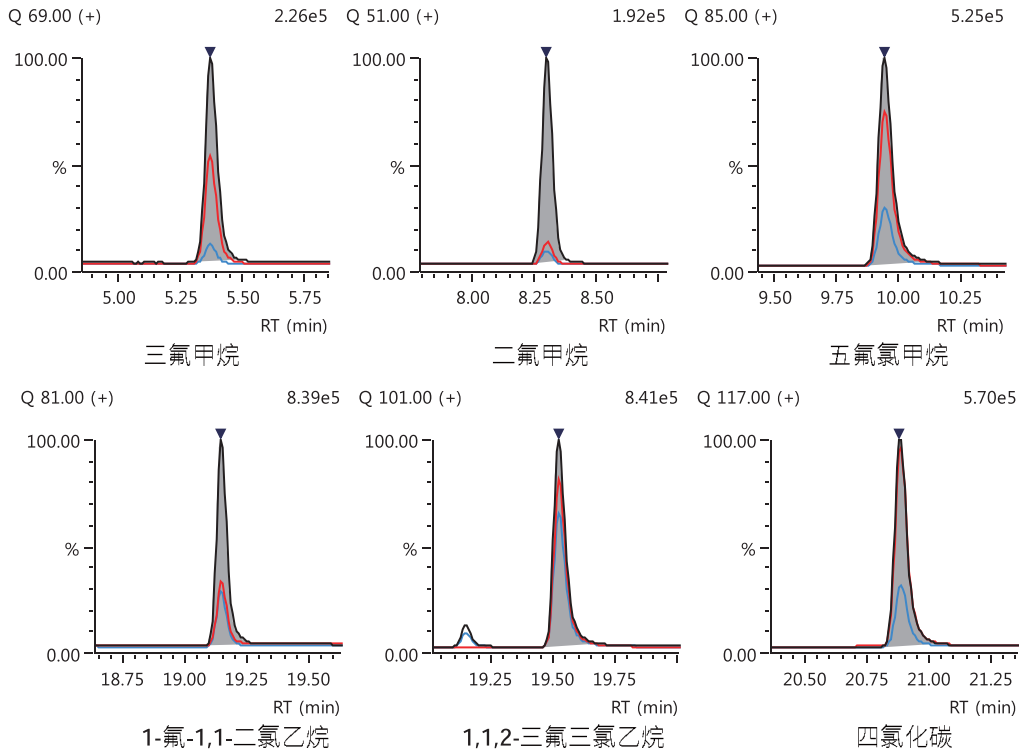 Q 69.00 (+) 2.26e5
100.00
%
0.00
5.00 5.25 5.50 5.75
RT (min)
三氟甲烷
Q 51.00 (+) 1.92e5
100.00
%
0.00
8.00 8.25 8.50
RT (min)
二氟甲烷
Q 85.00 (+) 5.25e5
100.00
%
0.00
9.50 9.75 10.00 10.25
RT (min)
五氟氯甲烷
Q 81.00 (+) 8.39e5
100.00
%
0.00
18.75 19.00 19.25 19.50
RT (min)
1-氟-1,1-二氯乙烷
Q 101.00 (+) 8.41e5
100.00
%
0.00
19.25 19.50 19.75
RT (min)
1,1,2-三氟三氯乙烷
Q 117.00 (+) 5.70e5
100.00
%
0.00
20.50 20.75 21.00 21.25
RT (min)
四氯化碳